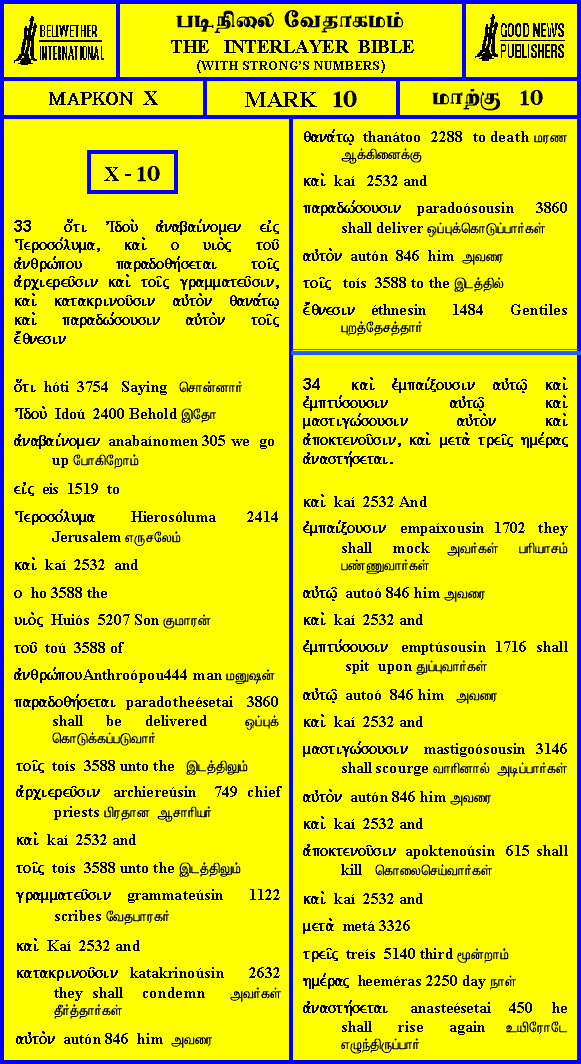 BELLWETHER
INTERNATIONAL
படிநிலை வேதாகமம்
THE INTERLAYER BIBLE
(WITH STRONG'S NUMBERS)
GOOD NEWS
PUBLISHERS
ΜΑΡΚΟΝ X
MARK 10
மாற்கு 10
X - 10
33 ὅτι Ἰδοὺ ἀναβαίνομεν εἰς
Ἱεροσόλυμα, καὶ ο υιὸς τοῦ
ἀνθρώπου παραδοθήσεται τοῖς
ἀρχιερεῦσιν καὶ τοῖς γραμματεῦσιν,
καὶ κατακρινοῦσιν αὐτὸν θανάτῳ
καὶ παραδώσουσιν αὐτὸν τοῖς
ἔθνεσιν
ὅτι hóti 3754 Saying சொன்னார்
Ἰδοὺ Idoú 2400 Behold இதோ
ἀναβαίνομεν anabaínomen 305 we go
up போகிறோம்
εἰς eis 1519 to
Ἱεροσόλυμα Hierosóluma 2414
Jerusalem எருசலேம்
καὶ kaí 2532 and
ο ho 3588 the
υιὸς Huiós 5207 Son குமாரன்
τοῦ toú 3588 of
ἀνθρώπου Anthroópou444 man மனுஷன்
παραδοθήσεται paradotheésetai 3860
shall be delivered ஒப்புக்
கொடுக்கப்படுவார்
τοῖς toís 3588 unto the இடத்திலும்
ἀρχιερεῦσιν archiereúsin 749 chief
priests பிரதான ஆசாரியர்
καὶ kaí 2532 and
τοῖς toís 3588 unto the இடத்திலும்
γραμματεῦσιν grammateúsin 1122
scribes வேதபாரகர்
καὶ Kaí 2532 and
κατακρινοῦσιν katakrinoúsin 2632
they shall condemn அவர்கள்
தீர்த்தார்கள்
αὐτὸν autón 846 him அவரை
θανάτῳ thanátoo 2288 to death மரண
ஆக்கினைக்கு
καὶ kaí 2532 and
παραδώσουσιν paradoósousin 3860
shall deliver ஒப்புக்கொடுப்பார்கள்
αὐτὸν autón 846 him அவரை
τοῖς toís 3588 to the இடத்தில்
ἔθνεσιν éthnesin 1484 Gentiles
புறத்தேசத்தார்
34 καὶ ἐμπαίξουσιν αὐτῷ καὶ
ἐμπτύσουσιν αὐτῷ καὶ
μαστιγώσουσιν αὐτὸν καὶ
ἀποκτενοῦσιν, καὶ μετὰ τρεῖς ημέρας
ἀναστήσεται.
καὶ kaí 2532 And
ἐμπαίξουσιν empaíxousin 1702 they
shall mock அவர்கள் பரியாசம்
பண்ணுவார்கள்
αὐτῷ autoó 846 him அவரை
καὶ kaí 2532 and
ἐμπτύσουσιν emptúsousin 1716 shall
spit upon துப்புவார்கள்
αὐτῷ autoó 846 him அவரை
καὶ kaí 2532 and
μαστιγώσουσιν mastigoósousin 3146
shall scourge வாரினால் அடிப்பார்கள்
αὐτὸν autón 846 him அவரை
καὶ kaí 2532 and
ἀποκτενοῦσιν apoktenoúsin 615 shall
kill கொலைசெய்வார்கள்
καὶ kaí 2532 and
μετὰ metá 3326
τρεῖς treís 5140 third மூன்றாம்
ημέρας heeméras 2250 day நாள்
ἀναστήσεται anasteésetai 450 he
shall rise again உயிரோடே
எழுந்திருப்பார்